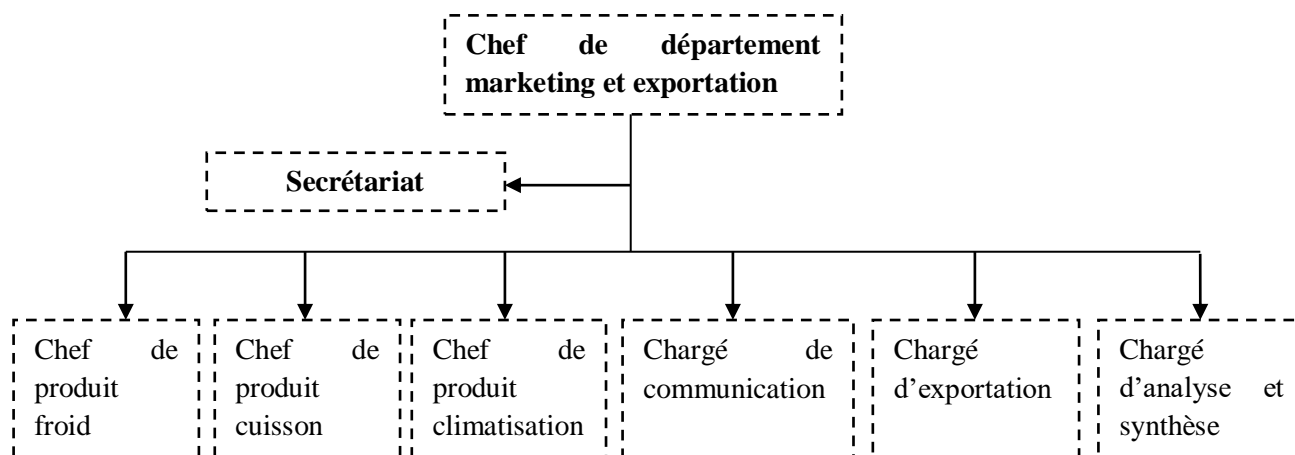 Chef de département
marketing et exportation
Secrétariat
Chef de
produit
froid
Chef de
produit
cuisson
Chef de
produit
climatisation
Chargé de
communication
Chargé
d’exportation
Chargé
d’analyse et
synthèse